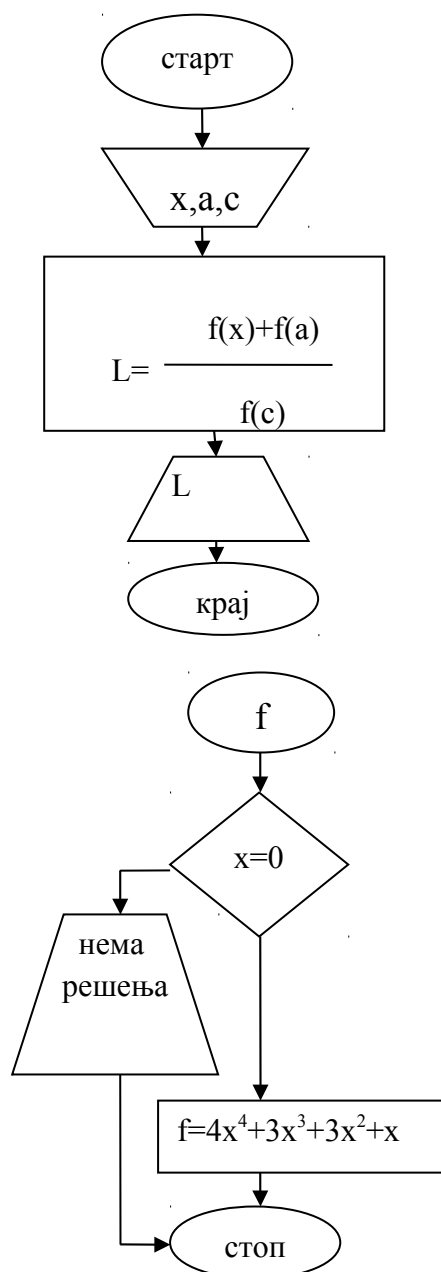 старт
x,a,c
f(x)+f(a)
L=
f(c)
L
крај
f
x=0
нема
решења
f=4x⁴+3x³+3x²+x
стоп